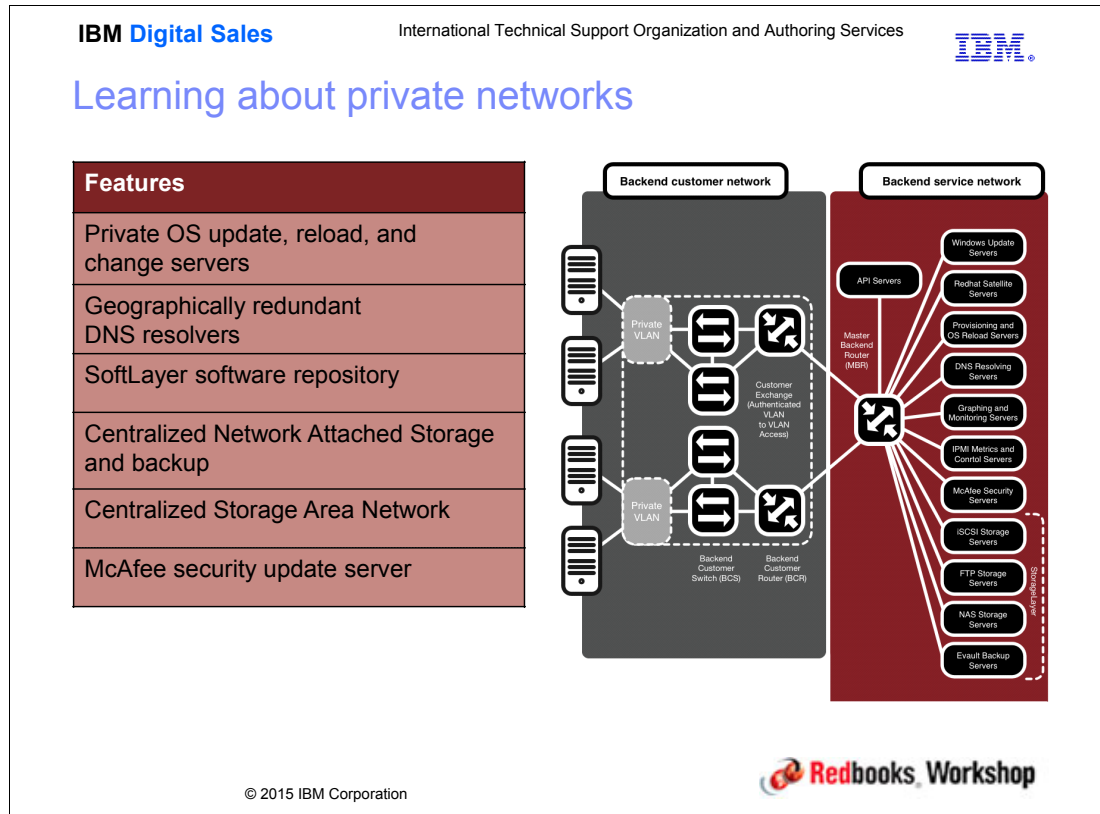 IBM Digital Sales
International Technical Support Organization and Authoring Services
IBM®
Learning about private networks
Features
Private OS update, reload, and
change servers
Geographically redundant
DNS resolvers
SoftLayer software repository
Centralized Network Attached Storage
and backup
Centralized Storage Area Network
McAfee security update server
Backend customer network
Private
VLAN
Customer
Exchange
(Authenticated
VLAN
to VLAN
Access)
Private
VLAN
Backend
Customer
Switch (BCS)
Backend
Customer
Router (BCR)
Backend service network
API Servers
Master
Backend
Router
(MBR)
Windows Update
Servers
Redhat Satellite
Servers
Provisioning and
OS Reload Servers
DNS Resolving
Servers
Graphing and
Monitoring Servers
IPMI Metrics and
Conrtol Servers
McAfee Security
Servers
iSCSI Storage
Servers
FTP Storage
Servers
NAS Storage
Servers
Evault Backup
Servers
StorageLayer
© 2015 IBM Corporation
Redbooks Workshop